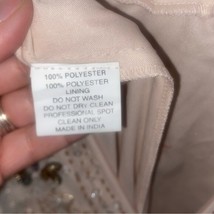 100% POLYESTER
100% POLYESTER
LINING
DO NOT WASH
DO NOT DRY CLEAN
PROFESSIONAL SPOT
CLEAN ONLY
MADE IN INDIA